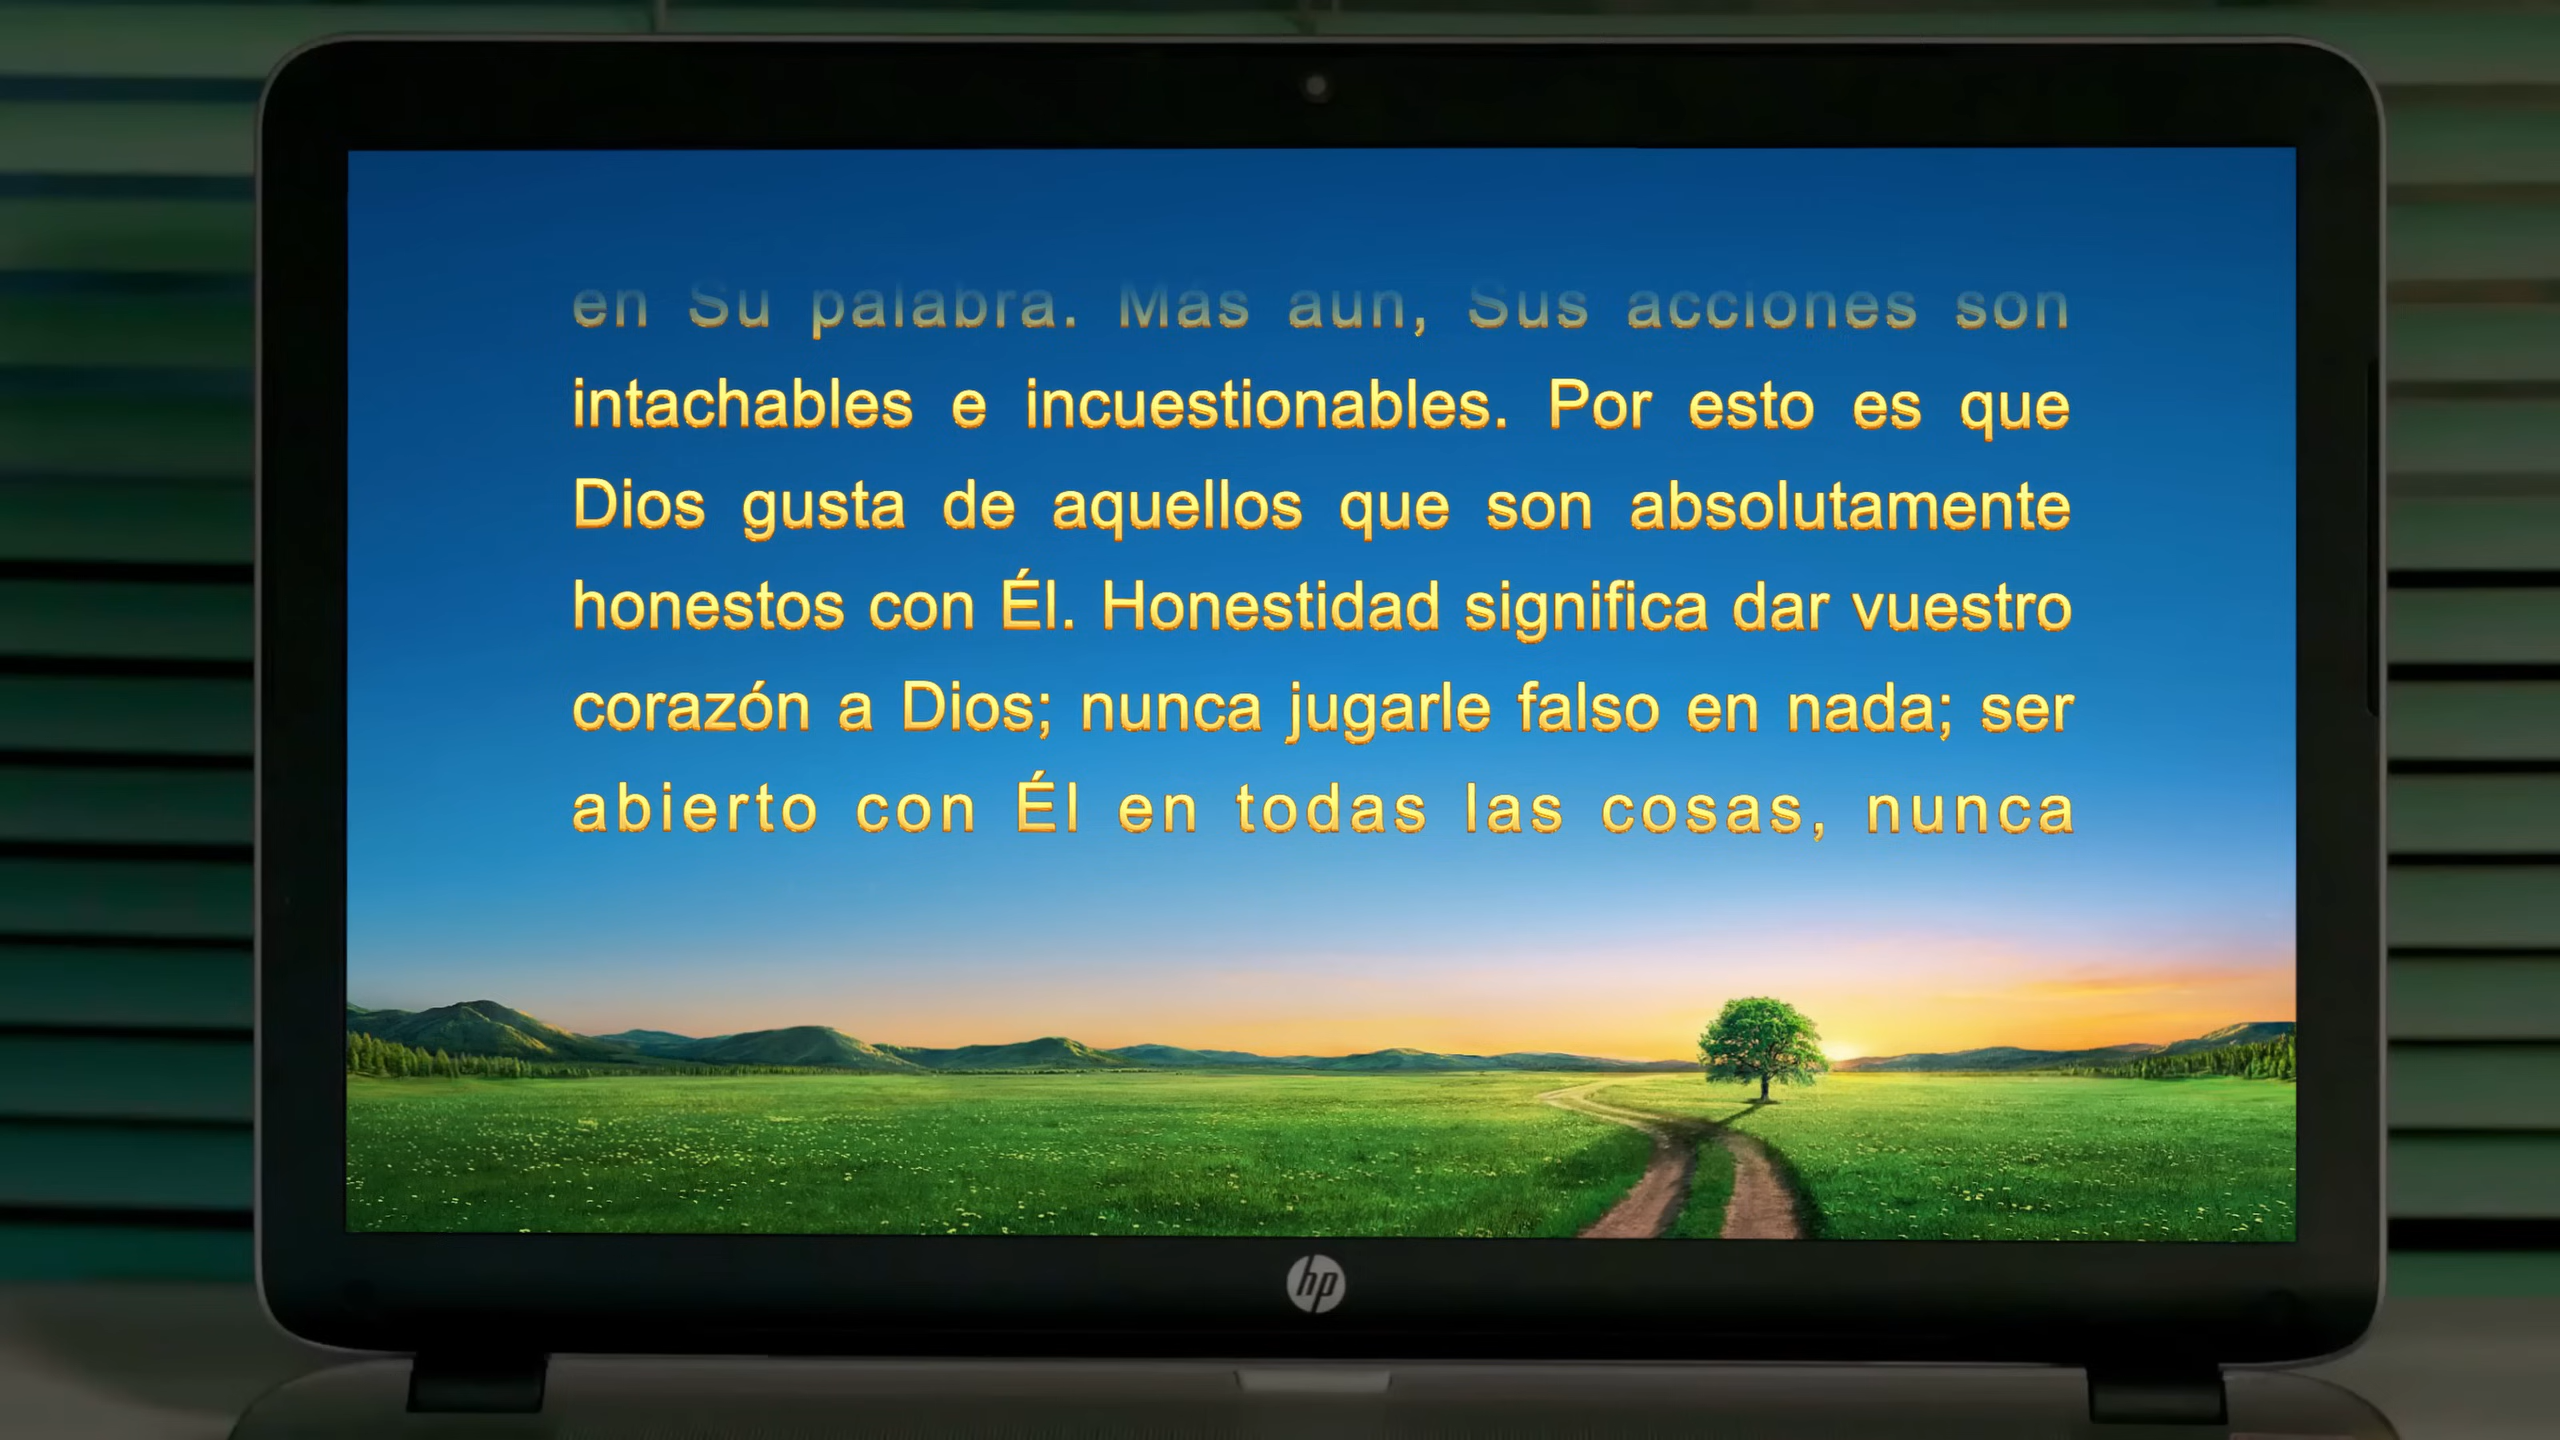 en Su palabra. Más aun, Sus acciones son
intachables e incuestionables. Por esto es que
Dios gusta de aquellos que son absolutamente
honestos con Él. Honestidad significa dar vuestro
corazón a Dios; nunca jugarle falso en nada; ser
abierto con Él en todas las cosas, nunca
hp